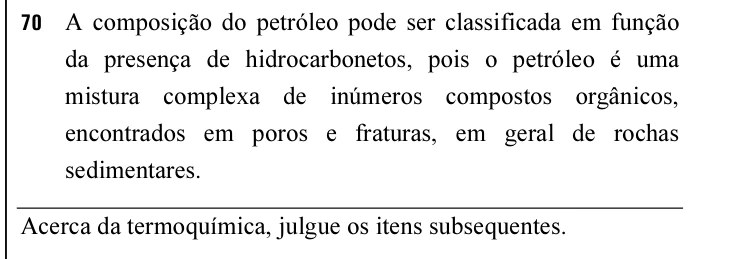 70 A composição do petróleo pode ser classificada em função
da presença de hidrocarbonetos, pois o petróleo é uma
mistura complexa de inúmeros compostos orgânicos,
encontrados em poros e fraturas, em geral de rochas
sedimentares.
Acerca da termoquímica, julgue os itens subsequentes.